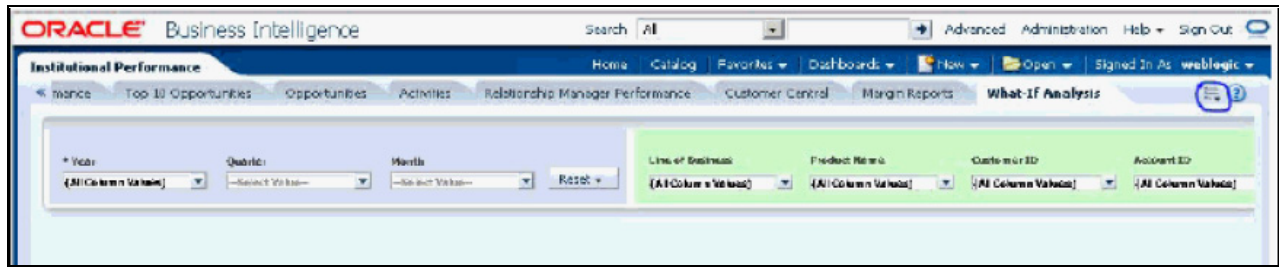 ORACLE Business Intelligence Search All Advanced Administration Help Sign Out
Institutional Performance Home Catalog Favorites Dashboards New Open Signed In As weblogic
« mance Top 10 Opportunities Opportunities Activities Relationship Manager Performance Customer Central Margin Reports What-If Analysis
* Year Quarter Month Line of Business Product Name Customer ID Account ID
(All Column Values) --Select Value-- --Select Value-- Reset (All Column Values) (All Column Values) (All Column Values) (All Column Values)